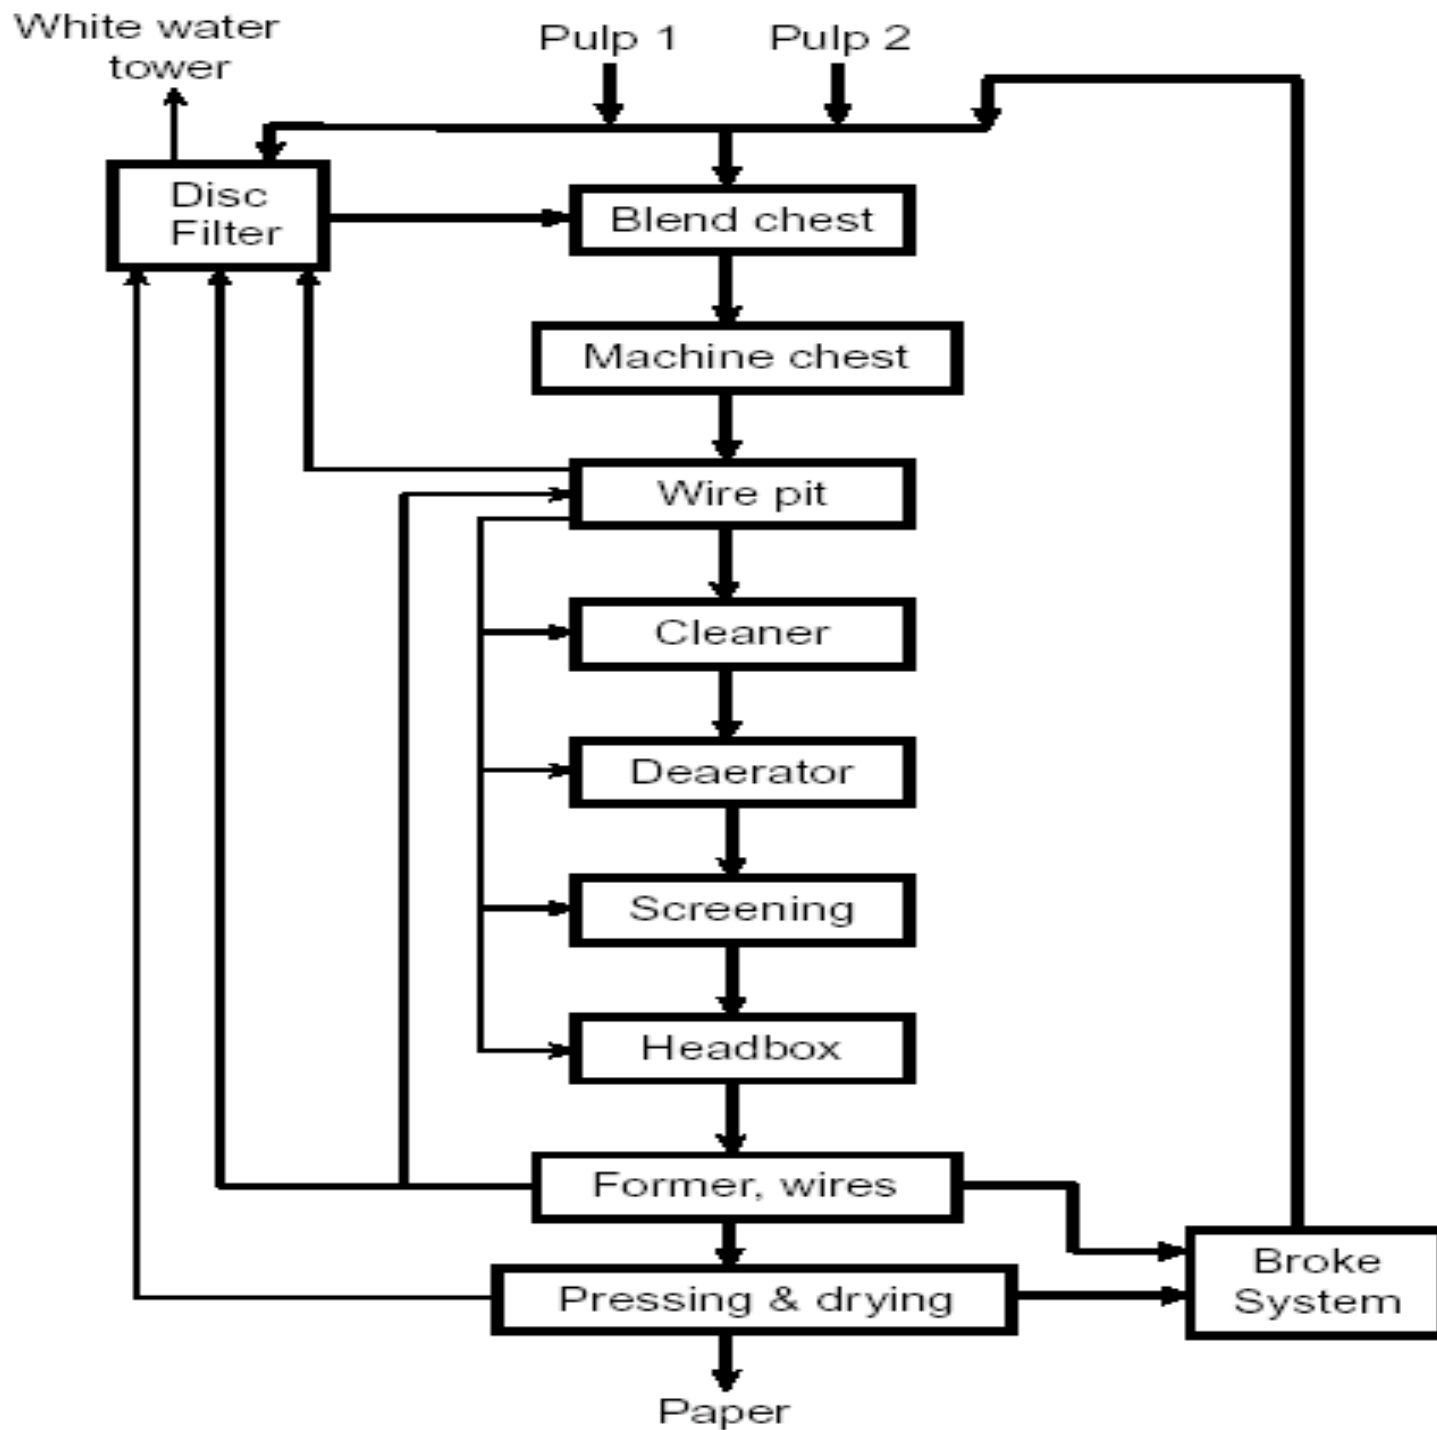 White water
tower
Pulp 1
Pulp 2
Disc
Filter
Blend chest
Machine chest
Wire pit
Cleaner
Deaerator
Screening
Headbox
Former, wires
Broke
System
Pressing & drying
Paper